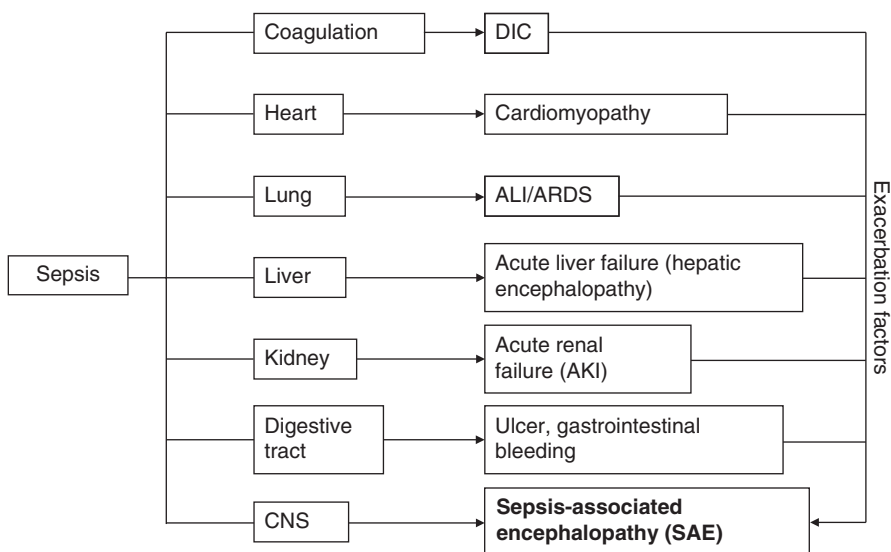 Coagulation
DIC
Heart
Cardiomyopathy
Lung
ALI/ARDS
Sepsis
Liver
Acute liver failure (hepatic
encephalopathy)
Kidney
Acute renal
failure (AKI)
Digestive
tract
Ulcer, gastrointestinal
bleeding
CNS
Sepsis-associated
encephalopathy (SAE)
Exacerbation factors